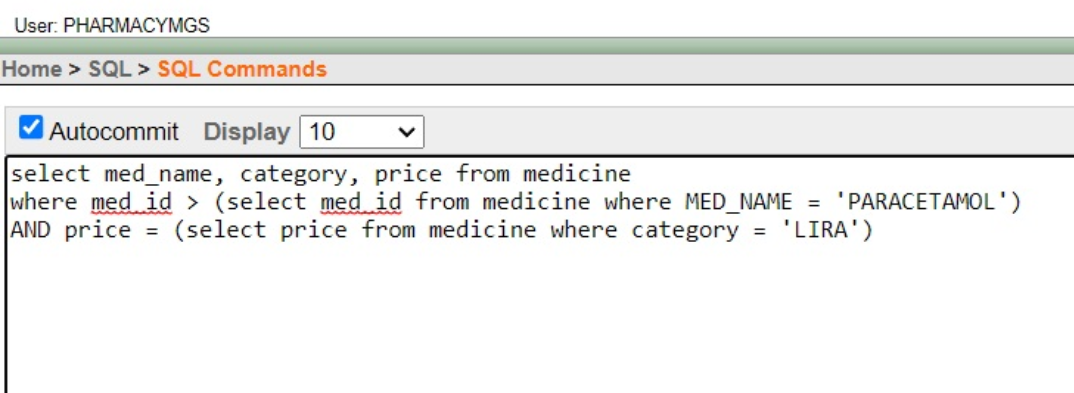 User: PHARMACYMGS
Home > SQL > SQL Commands
Autocommit Display 10
select med_name, category, price from medicine
where med_id > (select med_id from medicine where MED_NAME = 'PARACETAMOL')
AND price = (select price from medicine where category = 'LIRA')